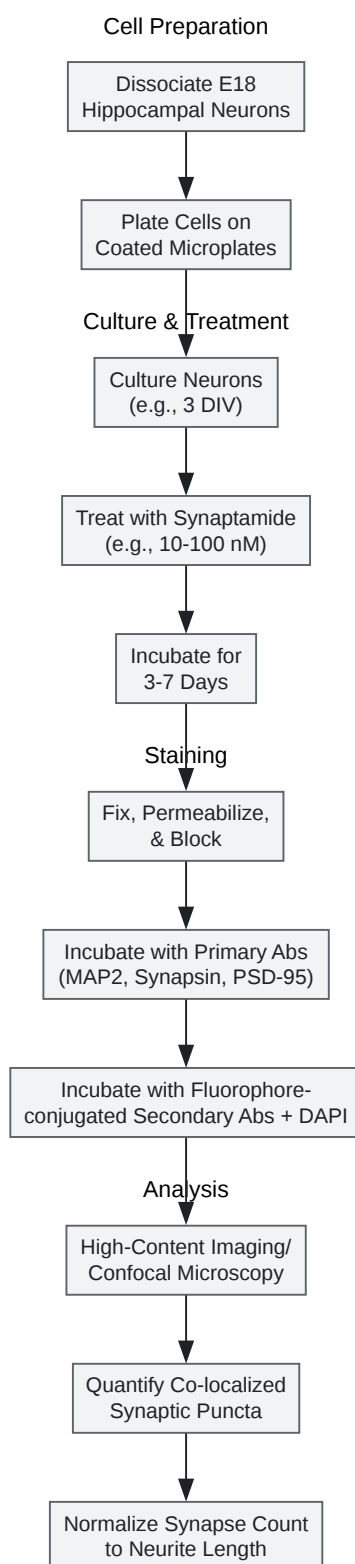 Cell Preparation
Dissociate E18
Hippocampal Neurons
Plate Cells on
Coated Microplates
Culture & Treatment
Culture Neurons
(e.g., 3 DIV)
Treat with Synaptamide
(e.g., 10-100 nM)
Incubate for
3-7 Days
Staining
Fix, Permeabilize,
& Block
Incubate with Primary Abs
(MAP2, Synapsin, PSD-95)
Incubate with Fluorophore-
conjugated Secondary Abs + DAPI
Analysis
High-Content Imaging/
Confocal Microscopy
Quantify Co-localized
Synaptic Puncta
Normalize Synapse Count
to Neurite Length